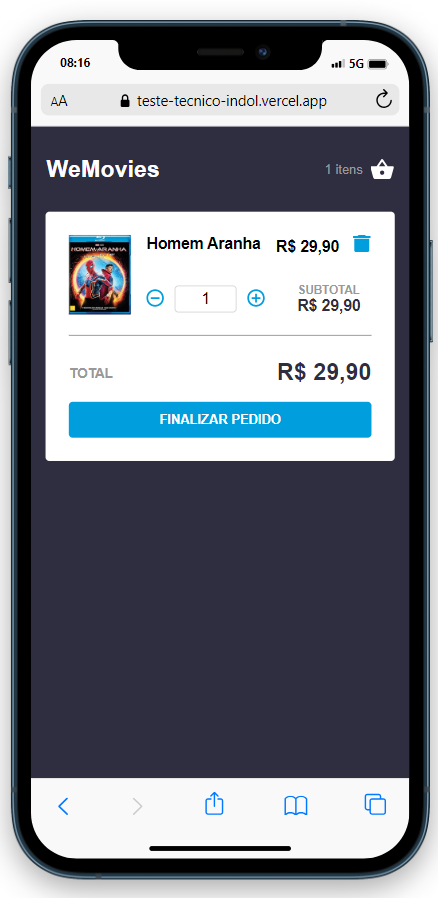 08:16
5G
AA
teste-tecnico-indol.vercel.app
WeMovies
1 itens
HOMEM-ARANHA
Homem Aranha
R$ 29,90
1
SUBTOTAL
R$ 29,90
TOTAL
R$ 29,90
FINALIZAR PEDIDO